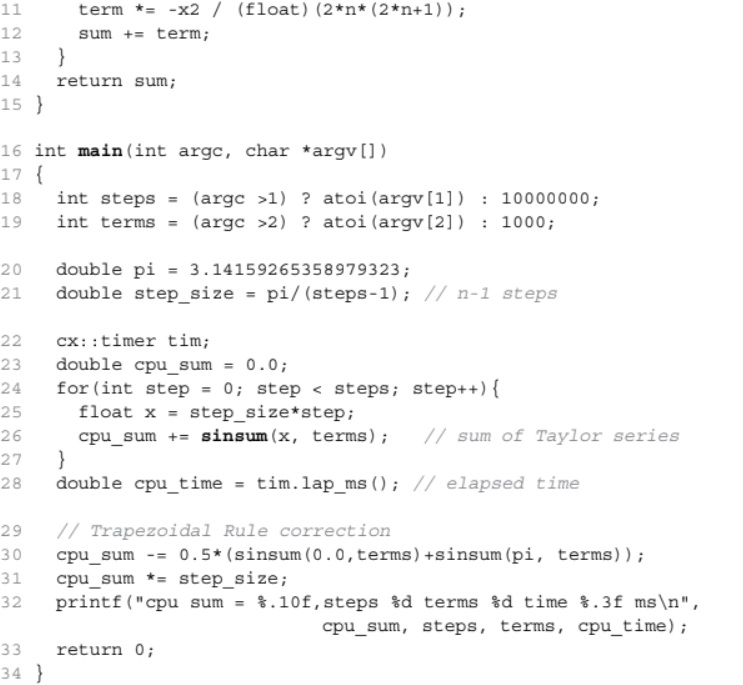 11     term *= -x2 / (float)(2*n*(2*n+1));
12     sum += term;
13   }
14   return sum;
15 }
16 int main(int argc, char *argv[])
17 {
18   int steps = (argc >1) ? atoi(argv[1]) : 10000000;
19   int terms = (argc >2) ? atoi(argv[2]) : 1000;
20   double pi = 3.14159265358979323;
21   double step_size = pi/(steps-1); // n-1 steps
22   cx::timer tim;
23   double cpu_sum = 0.0;
24   for(int step = 0; step < steps; step++){
25     float x = step_size*step;
26     cpu_sum += sinsum(x, terms);   // sum of Taylor series
27   }
28   double cpu_time = tim.lap_ms(); // elapsed time
29   // Trapezoidal Rule correction
30   cpu_sum -= 0.5*(sinsum(0.0,terms)+sinsum(pi, terms));
31   cpu_sum *= step_size;
32   printf("cpu sum = %.10f,steps %d terms %d time %.3f ms\n",
                          cpu_sum, steps, terms, cpu_time);
33   return 0;
34 }